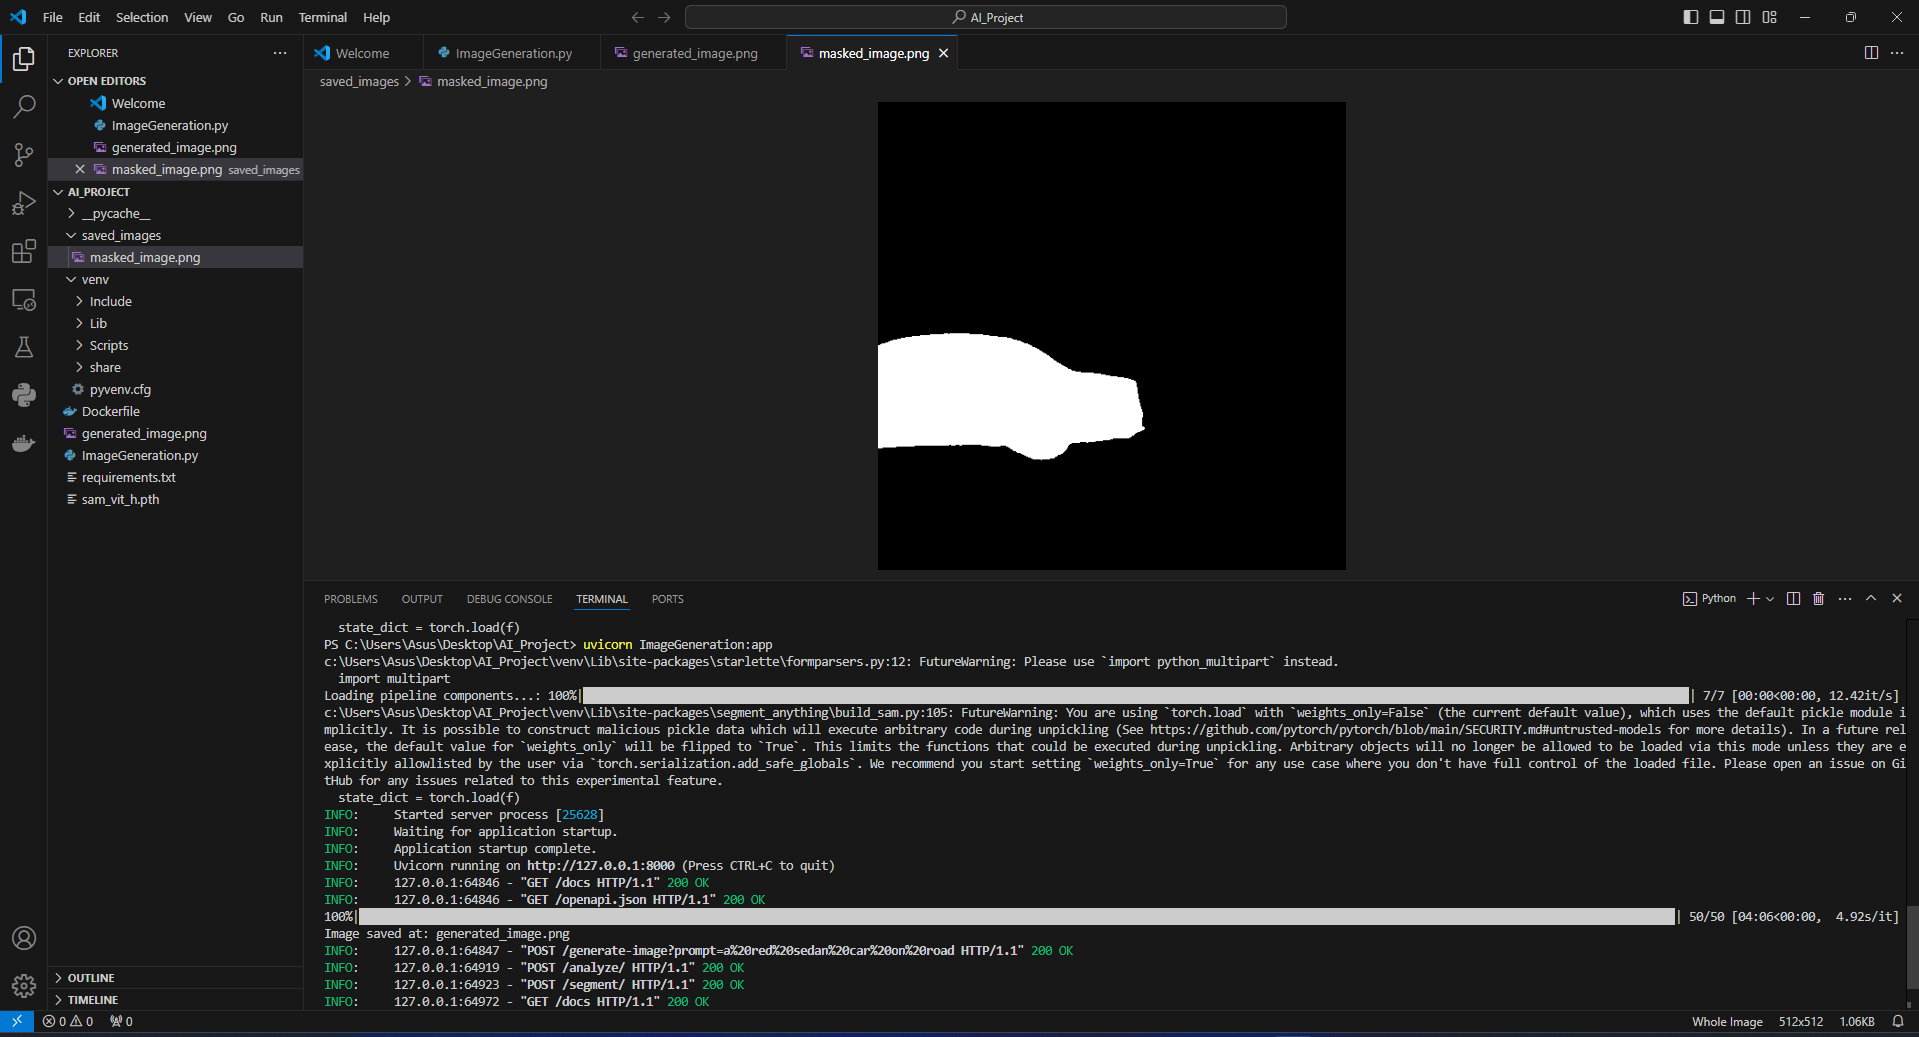 File Edit Selection View Go Run Terminal Help
AI_Project
EXPLORER
OPEN EDITORS
Welcome
ImageGeneration.py
generated_image.png
masked_image.png saved_images
AI_PROJECT
__pycache__
saved_images
masked_image.png
venv
Include
Lib
Scripts
share
pyvenv.cfg
Dockerfile
generated_image.png
ImageGeneration.py
requirements.txt
sam_vit_h.pth
OUTLINE
TIMELINE
Welcome ImageGeneration.py generated_image.png masked_image.png
saved_images > masked_image.png
PROBLEMS OUTPUT DEBUG CONSOLE TERMINAL PORTS
Python
state_dict = torch.load(f)
PS C:\Users\Asus\Desktop\AI_Project> uvicorn ImageGeneration:app
c:\Users\Asus\Desktop\AI_Project\venv\Lib\site-packages\starlette\formparsers.py:12: FutureWarning: Please use `import python_multipart` instead.
import multipart
Loading pipeline components...: 100%| | 7/7 [00:00<00:00, 12.42it/s]
c:\Users\Asus\Desktop\AI_Project\venv\Lib\site-packages\segment_anything\build_sam.py:105: FutureWarning: You are using `torch.load` with `weights_only=False` (the current default value), which uses the default pickle module i
mplicitly. It is possible to construct malicious pickle data which will execute arbitrary code during unpickling (See https://github.com/pytorch/pytorch/blob/main/SECURITY.md#untrusted-models for more details). In a future rel
ease, the default value for `weights_only` will be flipped to `True`. This limits the functions that could be executed during unpickling. Arbitrary objects will no longer be allowed to be loaded via this mode unless they are e
xplicitly allowlisted by the user via `torch.serialization.add_safe_globals`. We recommend you start setting `weights_only=True` for any use case where you don't have full control of the loaded file. Please open an issue on Gi
tHub for any issues related to this experimental feature.
state_dict = torch.load(f)
INFO: Started server process [25628]
INFO: Waiting for application startup.
INFO: Application startup complete.
INFO: Uvicorn running on http://127.0.0.1:8000 (Press CTRL+C to quit)
INFO: 127.0.0.1:64846 - "GET /docs HTTP/1.1" 200 OK
INFO: 127.0.0.1:64846 - "GET /openapi.json HTTP/1.1" 200 OK
100%| | 50/50 [04:06<00:00, 4.92s/it]
Image saved at: generated_image.png
INFO: 127.0.0.1:64847 - "POST /generate-image?prompt=a%20red%20sedan%20car%20on%20road HTTP/1.1" 200 OK
INFO: 127.0.0.1:64919 - "POST /analyze/ HTTP/1.1" 200 OK
INFO: 127.0.0.1:64923 - "POST /segment/ HTTP/1.1" 200 OK
INFO: 127.0.0.1:64972 - "GET /docs HTTP/1.1" 200 OK
0 0 0
Whole Image 512x512 1.06KB